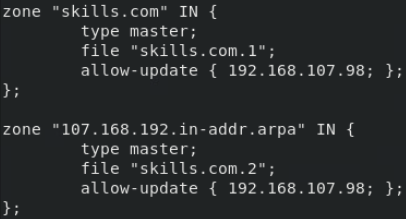 zone "skills.com" IN {
        type master;
        file "skills.com.1";
        allow-update { 192.168.107.98; };
};

zone "107.168.192.in-addr.arpa" IN {
        type master;
        file "skills.com.2";
        allow-update { 192.168.107.98; };
};